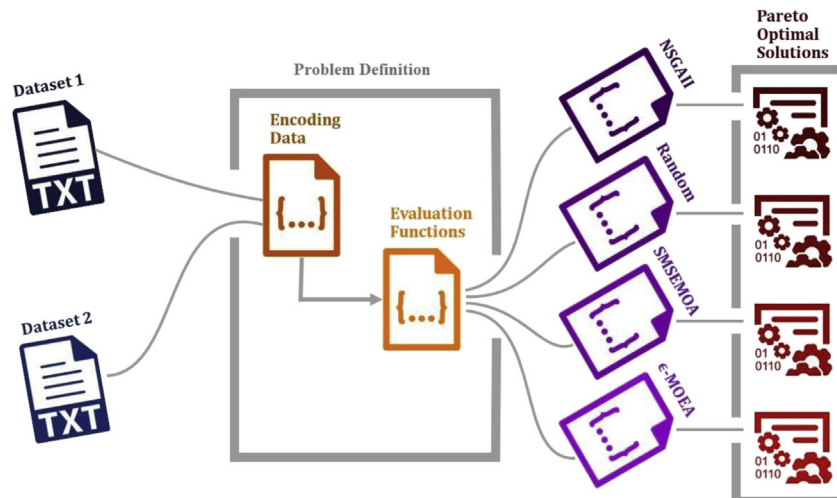 Dataset 1
TXT
Dataset 2
TXT
Problem Definition
Encoding
Data
{...}
Evaluation
Functions
{...}
NSGAII
{...}
Random
{...}
SMSEMOA
{...}
ϵ-MOEA
{...}
Pareto
Optimal
Solutions
01
0110
01
0110
01
0110
01
0110